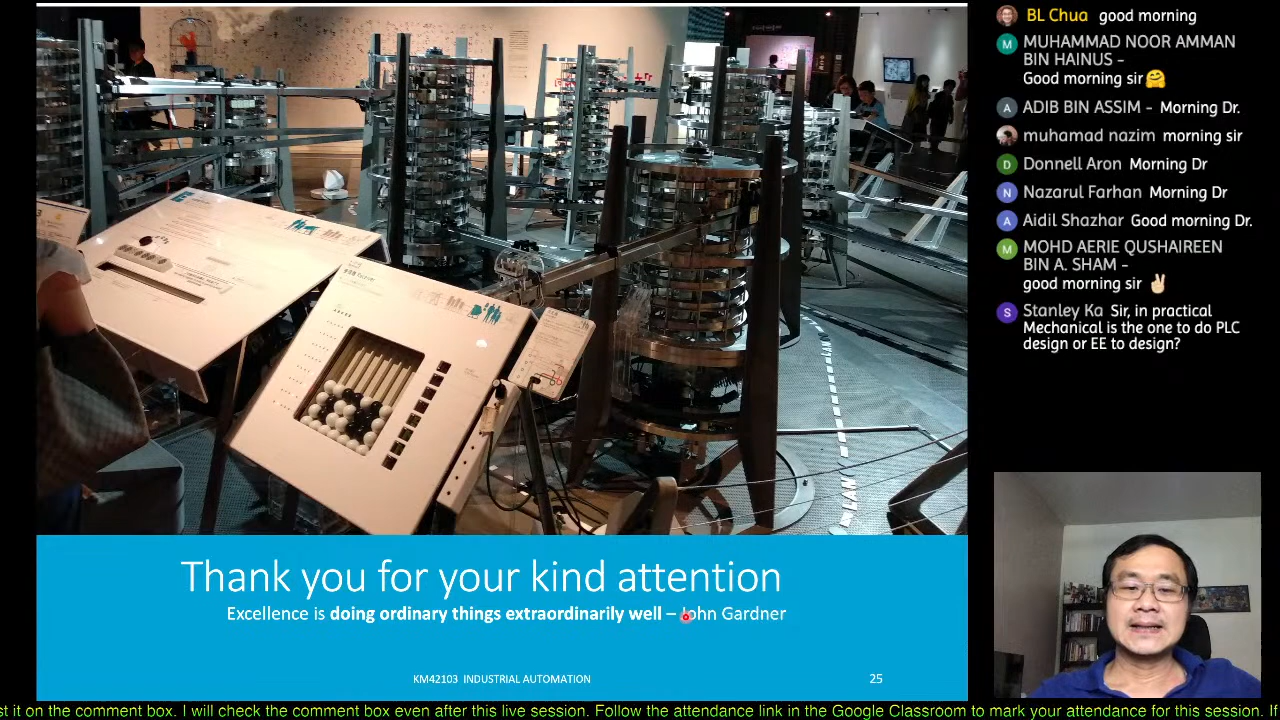 Thank you for your kind attention
Excellence is doing ordinary things extraordinarily well – John Gardner
KM42103 INDUSTRIAL AUTOMATION
25
BL Chua good morning
M
MUHAMMAD NOOR AMMAN
BIN HAINUS -
Good morning sir🤗
A
ADIB BIN ASSIM - Morning Dr.
muhamad nazim morning sir
D
Donnell Aron Morning Dr
N
Nazarul Farhan Morning Dr
A
Aidil Shazhar Good morning Dr.
M
MOHD AERIE QUSHAIREEN
BIN A. SHAM -
good morning sir ✌🏻
S
Stanley Ka Sir, in practical
Mechanical is the one to do PLC
design or EE to design?
LAN
st it on the comment box. I will check the comment box even after this live session. Follow the attendance link in the Google Classroom to mark your attendance for this session. If